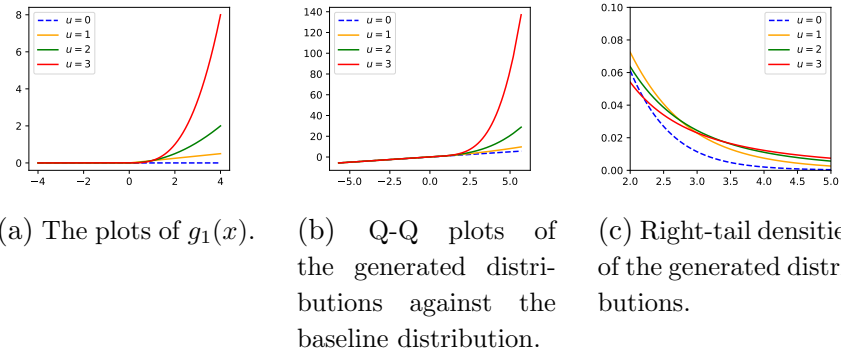 8
6
4
2
0
−4 −2 0 2 4
u = 0
u = 1
u = 2
u = 3
140
120
100
80
60
40
20
0
−5.0 −2.5 0.0 2.5 5.0
u = 0
u = 1
u = 2
u = 3
0.10
0.08
0.06
0.04
0.02
0.00
2.0 2.5 3.0 3.5 4.0 4.5 5.0
u = 0
u = 1
u = 2
u = 3
a) The plots of g₁(x).
(b) Q-Q plots of
the generated distri-
butions against the
baseline distribution.
(c) Right-tail densitie
of the generated distr
butions.